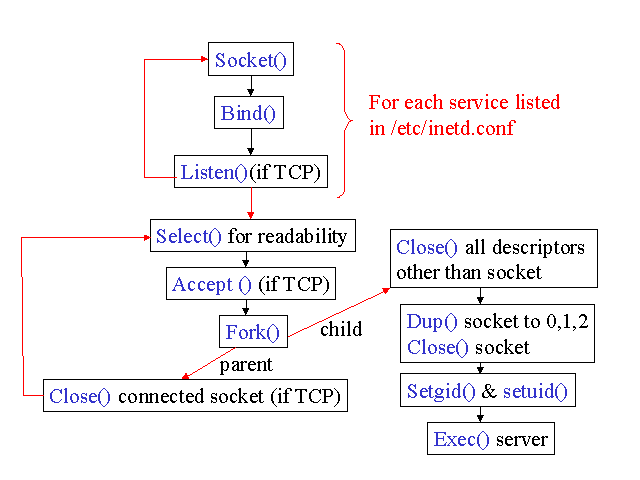 Socket()
Bind()
Listen()(if TCP)
For each service listed
in /etc/inetd.conf
Select() for readability
Accept () (if TCP)
Fork()
parent
child
Close() connected socket (if TCP)
Close() all descriptors
other than socket
Dup() socket to 0,1,2
Close() socket
Setgid() & setuid()
Exec() server